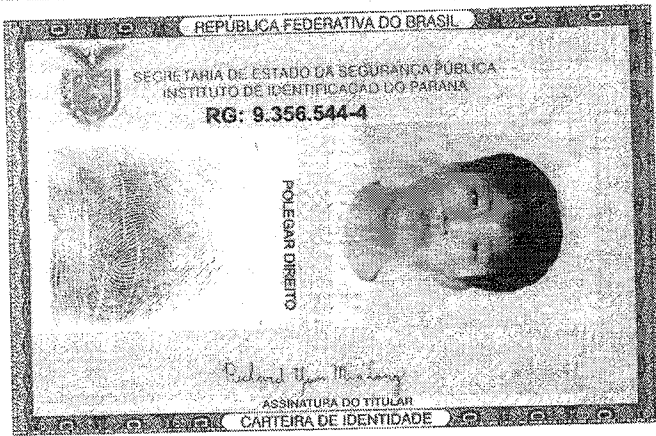 REPÚBLICA FEDERATIVA DO BRASIL
SECRETARIA DE ESTADO DA SEGURANÇA PÚBLICA
INSTITUTO DE IDENTIFICAÇÃO DO PARANÁ
RG: 9.356.544-4
POLEGAR DIREITO
Richard
ASSINATURA DO TITULAR
CARTEIRA DE IDENTIDADE